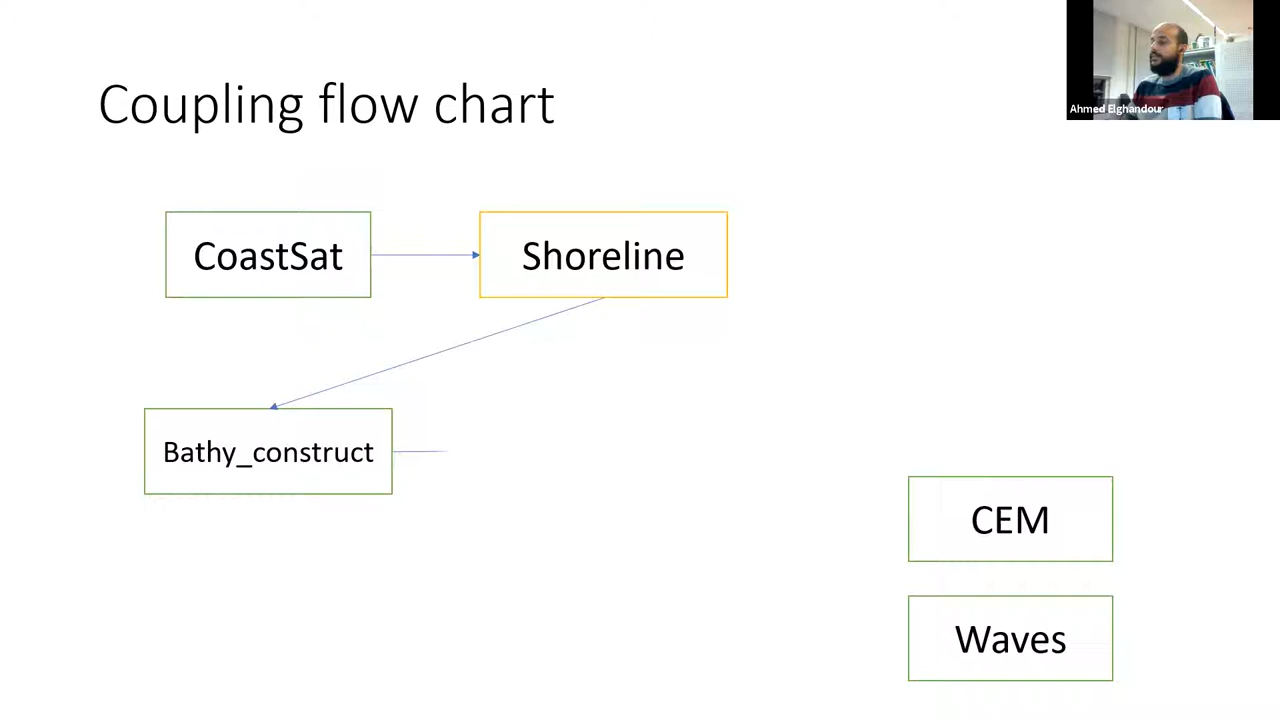 Coupling flow chart
Ahmed Elghandour
CoastSat
Shoreline
Bathy_construct
CEM
Waves